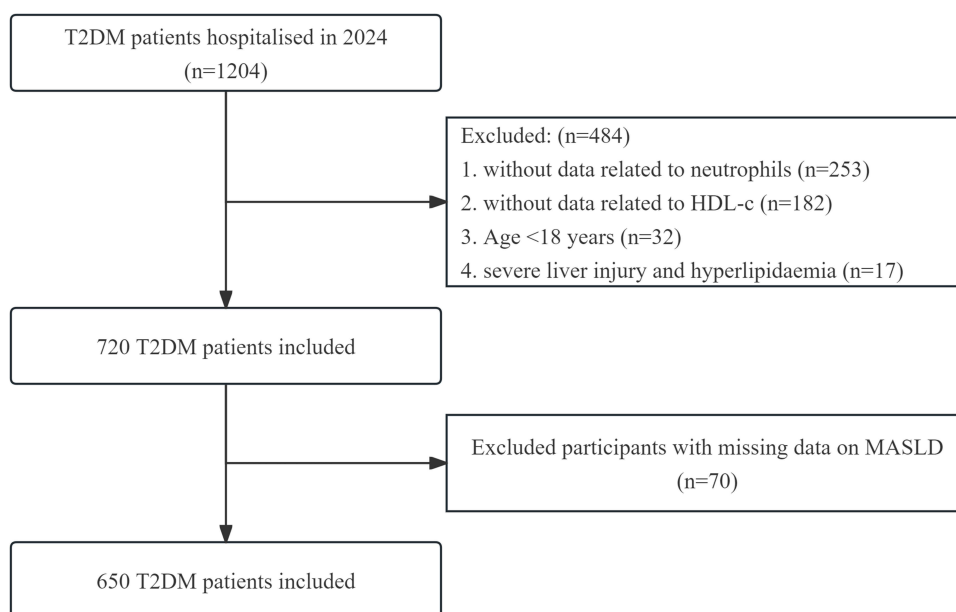 T2DM patients hospitalised in 2024
(n=1204)
Excluded: (n=484)
1. without data related to neutrophils (n=253)
2. without data related to HDL-c (n=182)
3. Age <18 years (n=32)
4. severe liver injury and hyperlipidaemia (n=17)
720 T2DM patients included
Excluded participants with missing data on MASLD
(n=70)
650 T2DM patients included